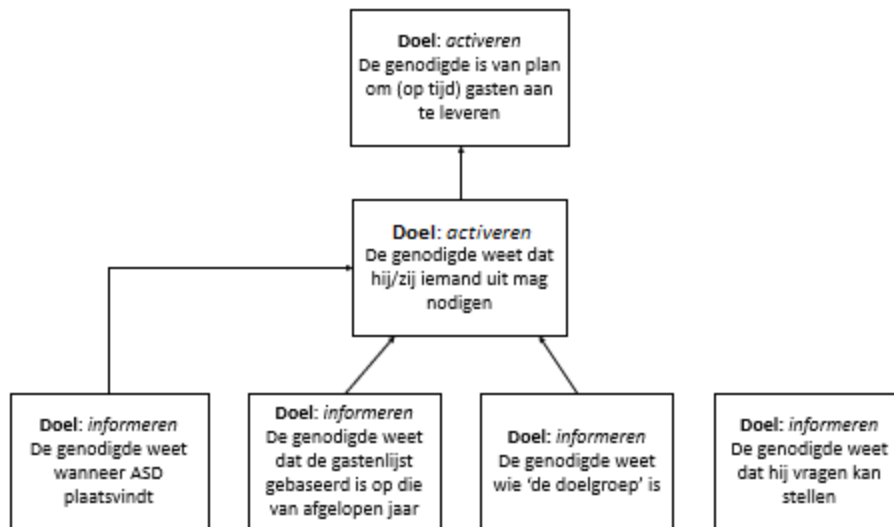 Doel: activeren
De genodigde is van plan
om (op tijd) gasten aan
te leveren
Doel: activeren
De genodigde weet dat
hij/zij iemand uit mag
nodigen
Doel: informeren
De genodigde weet
wanneer ASD
plaatsvindt
Doel: informeren
De genodigde weet
dat de gastenlijst
gebaseerd is op die
van afgelopen jaar
Doel: informeren
De genodigde weet
wie ‘de doelgroep’ is
Doel: informeren
De genodigde weet
dat hij vragen kan
stellen